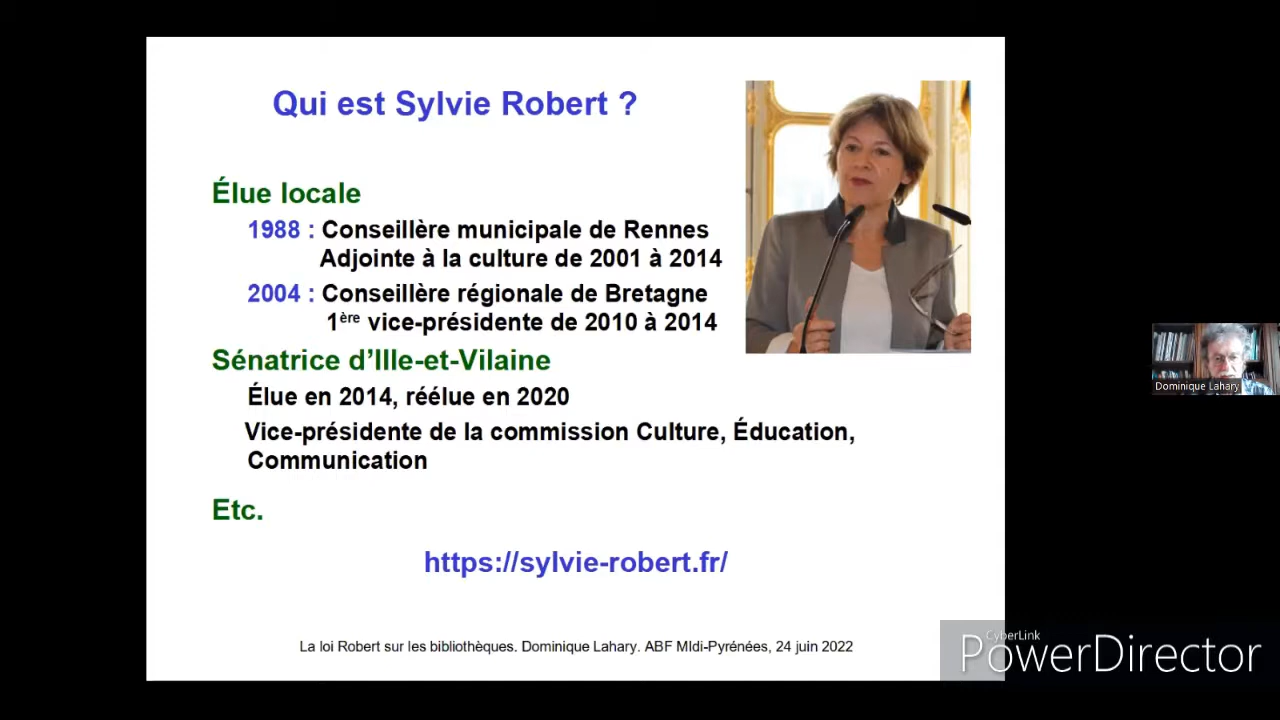 Qui est Sylvie Robert ?
Élue locale
1988 : Conseillère municipale de Rennes
Adjointe à la culture de 2001 à 2014
2004 : Conseillère régionale de Bretagne
1ère vice-présidente de 2010 à 2014
Sénatrice d’Ille-et-Vilaine
Élue en 2014, réélue en 2020
Vice-présidente de la commission Culture, Éducation,
Communication
Etc.
https://sylvie-robert.fr/
La loi Robert sur les bibliothèques. Dominique Lahary. ABF MIdi-Pyrénées, 24 juin 2022
Dominique Lahary
CyberLink
PowerDirector